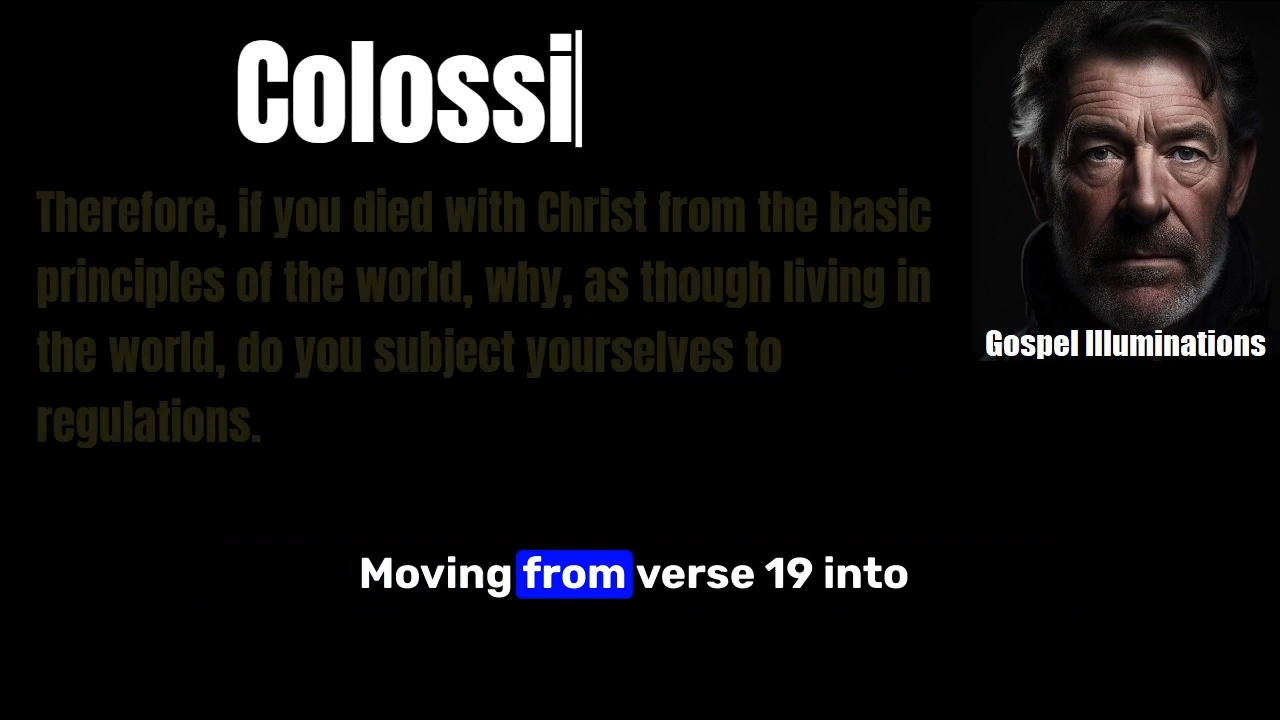 Colossi
Therefore, if you died with Christ from the basic
principles of the world, why, as though living in
the world, do you subject yourselves to
regulations.
Gospel Illuminations
Moving from verse 19 into